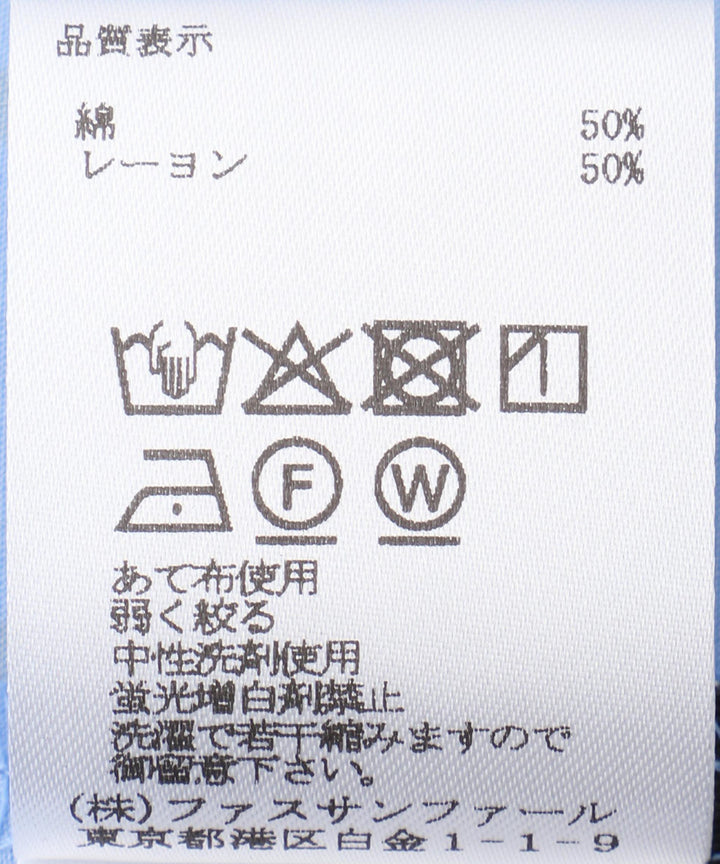 品質表示
綿 50%
レーヨン 50%
F W
あて布使用
弱く絞る
中性洗剤使用
蛍光増白剤禁止
洗濯で若干縮みますので
御留意下さい。
(株)ファスサンファール
東京都港区白金1-1-9